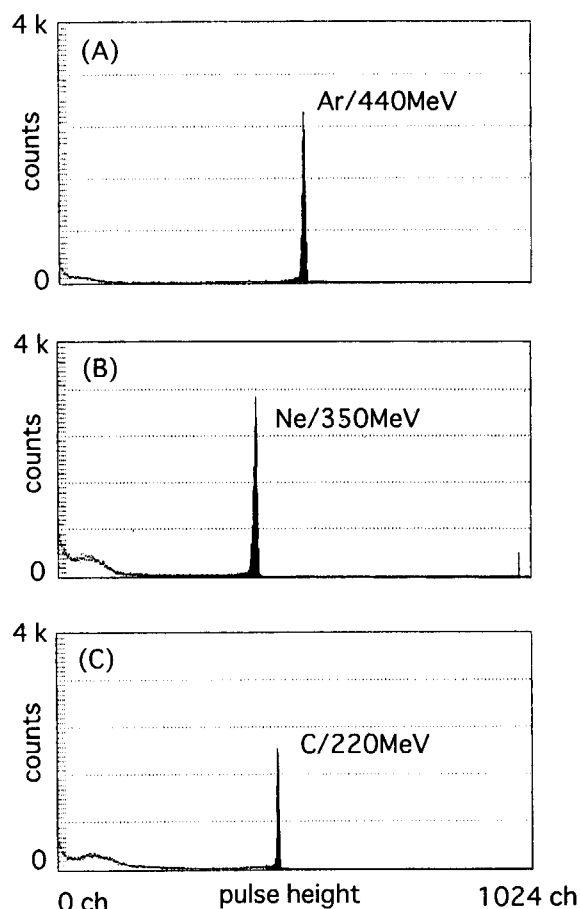 4 k
(A)
Ar/440MeV
counts
0
4 k
(B)
Ne/350MeV
counts
0
4 k
(C)
C/220MeV
counts
0
0 ch
pulse height
1024 ch